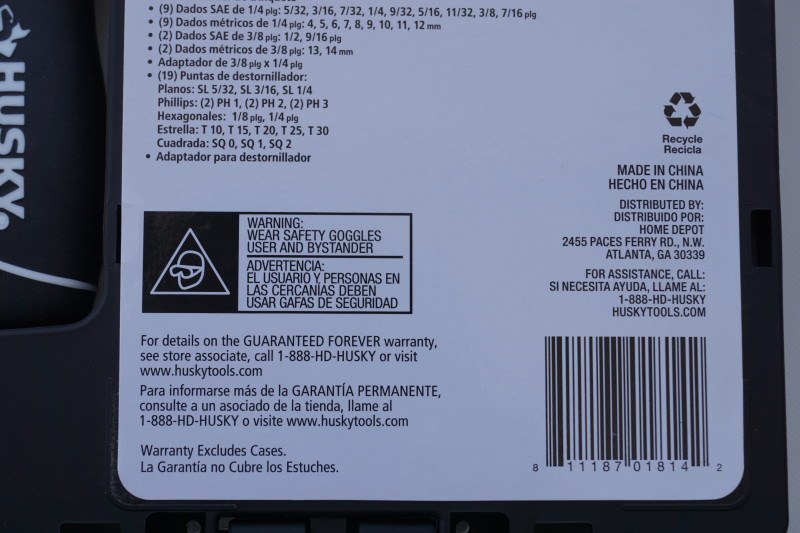 • (9) Dados SAE de 1/4 plg: 5/32, 3/16, 7/32, 1/4, 9/32, 5/16, 11/32, 3/8, 7/16 plg
• (9) Dados métricos de 1/4 plg: 4, 5, 6, 7, 8, 9, 10, 11, 12 mm
• (2) Dados SAE de 3/8 plg: 1/2, 9/16 plg
• (2) Dados métricos de 3/8 plg: 13, 14 mm
• Adaptador de 3/8 plg x 1/4 plg
• (19) Puntas de destornillador:
Planos: SL 5/32, SL 3/16, SL 1/4
Phillips: (2) PH 1, (2) PH 2, (2) PH 3
Hexagonales: 1/8 plg, 1/4 plg
Estrella: T 10, T 15, T 20, T 25, T 30
Cuadrada: SQ 0, SQ 1, SQ 2
• Adaptador para destornillador
HUSKY®
Recycle
Recicla
MADE IN CHINA
HECHO EN CHINA
DISTRIBUTED BY:
DISTRIBUIDO POR:
HOME DEPOT
2455 PACES FERRY RD., N.W.
ATLANTA, GA 30339
FOR ASSISTANCE, CALL:
SI NECESITA AYUDA, LLAME AL:
1-888-HD-HUSKY
HUSKYTOOLS.COM
WARNING:
WEAR SAFETY GOGGLES
USER AND BYSTANDER
ADVERTENCIA:
EL USUARIO Y PERSONAS EN
LAS CERCANÍAS DEBEN
USAR GAFAS DE SEGURIDAD
For details on the GUARANTEED FOREVER warranty,
see store associate, call 1-888-HD-HUSKY or visit
www.huskytools.com
Para informarse más de la GARANTÍA PERMANENTE,
consulte a un asociado de la tienda, llame al
1-888-HD-HUSKY o visite www.huskytools.com
Warranty Excludes Cases.
La Garantía no Cubre los Estuches.
8 11187 01814 2